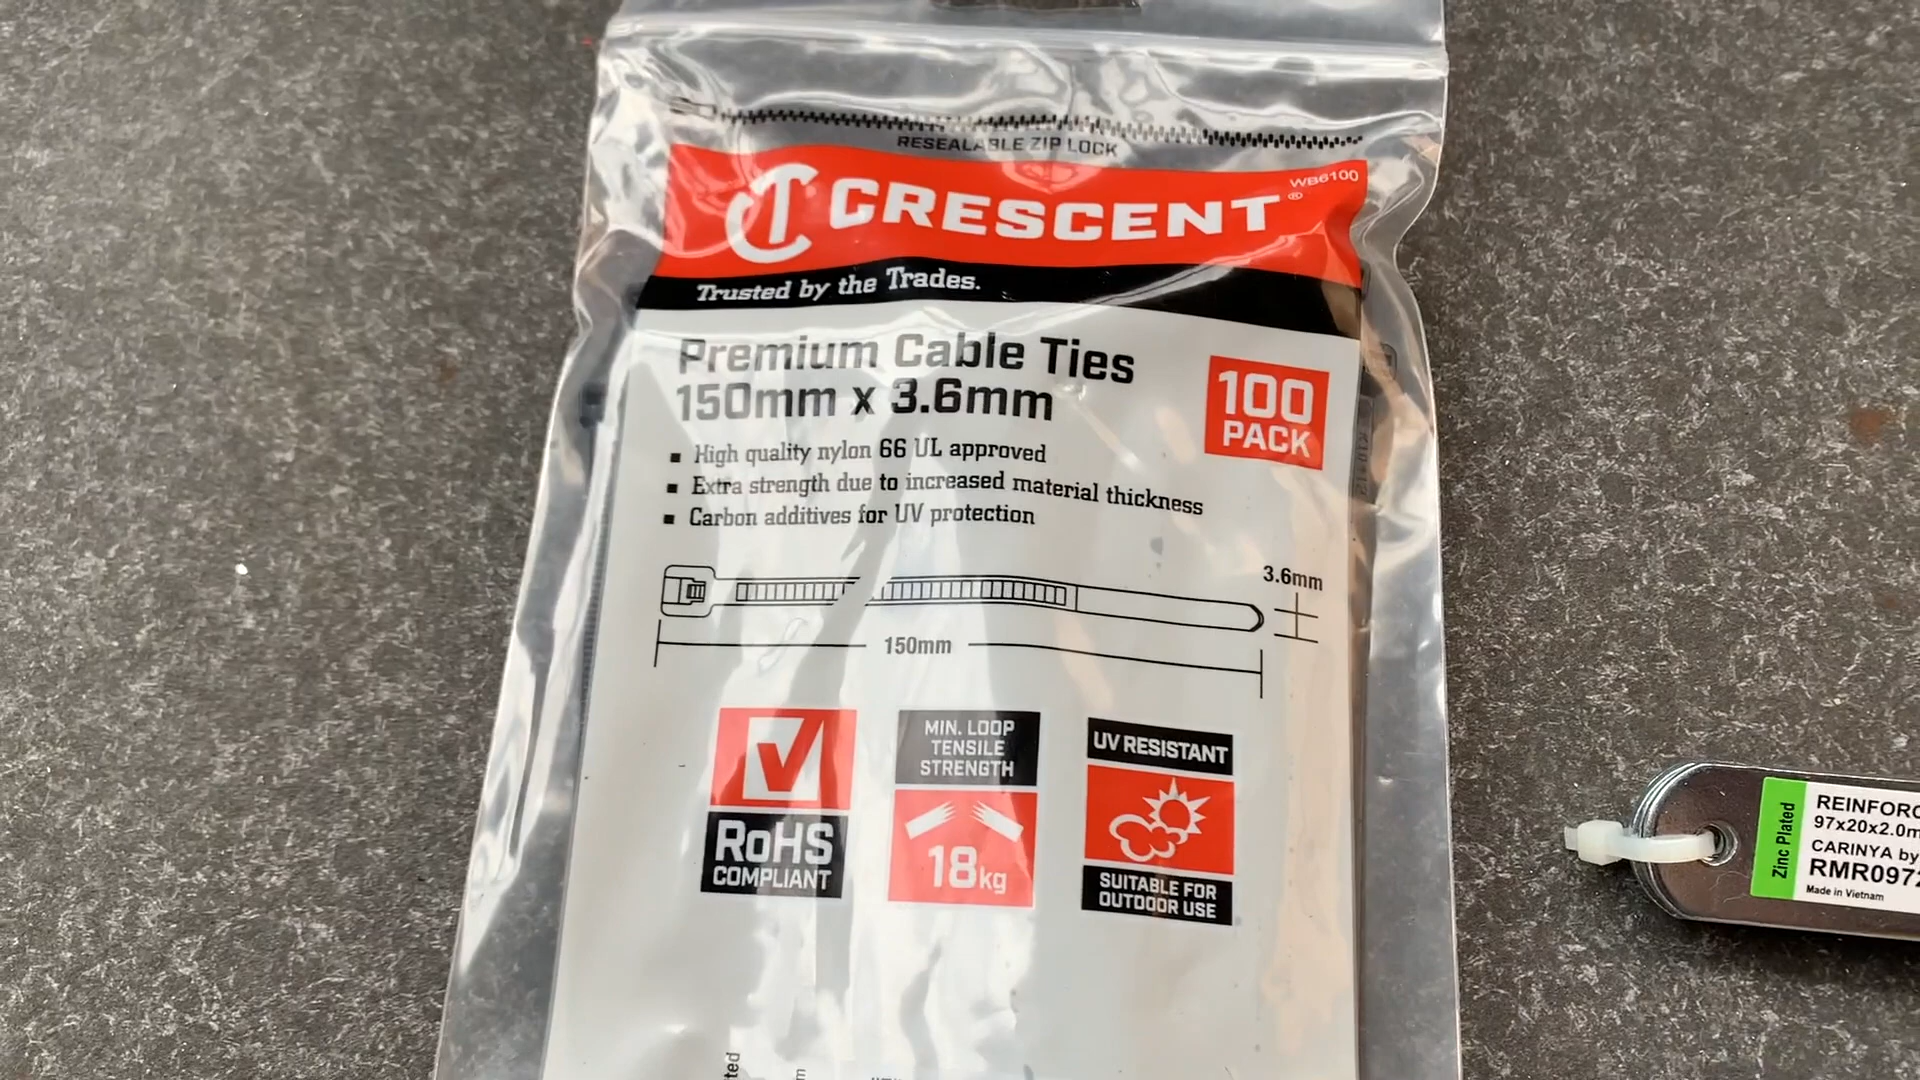 RESEALABLE ZIP LOCK
WB6100
CRESCENT®
Trusted by the Trades.
Premium Cable Ties
150mm x 3.6mm
100
PACK
▪ High quality nylon 66 UL approved
▪ Extra strength due to increased material thickness
▪ Carbon additives for UV protection
3.6mm
150mm
RoHS
COMPLIANT
MIN. LOOP
TENSILE
STRENGTH
18kg
UV RESISTANT
SUITABLE FOR
OUTDOOR USE
Zinc Plated
REINFORC
97x20x2.0m
CARINYA by
RMR097
Made in Vietnam